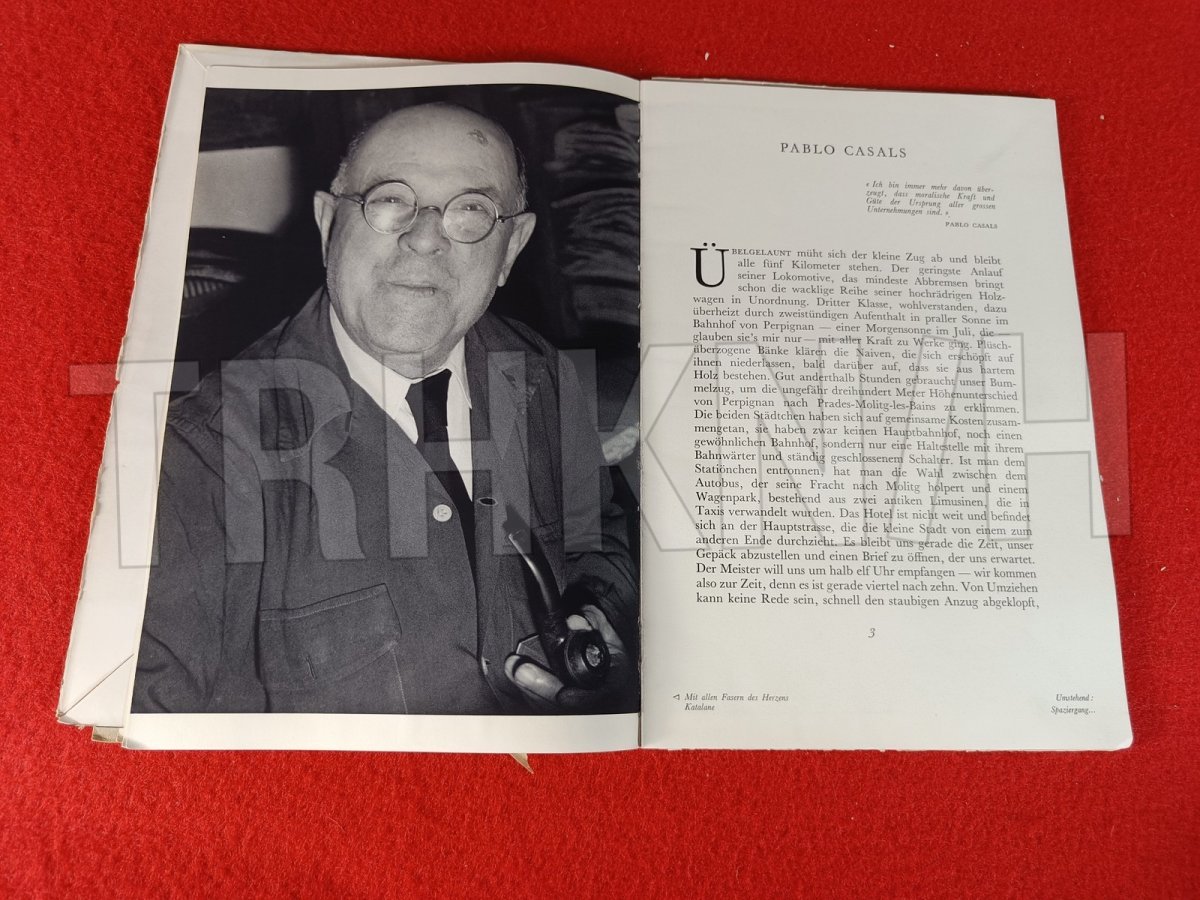 PABLO CASALS
« Ich bin immer mehr davon über-
zeugt, dass moralische Kraft und
Güte der Ursprung aller grossen
Unternehmungen sind. »
PABLO CASALS
ÜBELGELAUNT müht sich der kleine Zug ab und bleibt
alle fünf Kilometer stehen. Der geringste Anlauf
seiner Lokomotive, das mindeste Abbremsen bringt
schon die wacklige Reihe seiner hochrädrigen Holz-
wagen in Unordnung. Dritter Klasse, wohlverstanden, dazu
überheizt durch zweistündigen Aufenthalt in praller Sonne im
Bahnhof von Perpignan — einer Morgensonne im Juli, die
glauben sie's mir nur — mit aller Kraft zu Werke ging. Plüsch-
überzogene Bänke klären die Naiven, die sich erschöpft auf
ihnen niederlassen, bald darüber auf, dass sie aus hartem
Holz bestehen. Gut anderthalb Stunden gebraucht unser Bum-
melzug, um die ungefähr dreihundert Meter Höhenunterschied
von Perpignan nach Prades-Molitg-les-Bains zu erklimmen.
Die beiden Städtchen haben sich auf gemeinsame Kosten zusam-
mengetan, sie haben zwar keinen Hauptbahnhof, noch einen
gewöhnlichen Bahnhof, sondern nur eine Haltestelle mit ihrem
Bahnwärter und ständig geschlossenem Schalter. Ist man dem
Statiönchen entronnen, hat man die Wahl zwischen dem
Autobus, der seine Fracht nach Molitg holpert und einem
Wagenpark, bestehend aus zwei antiken Limusinen, die in
Taxis verwandelt wurden. Das Hotel ist nicht weit und befindet
sich an der Hauptstrasse, die die kleine Stadt von einem zum
anderen Ende durchzieht. Es bleibt uns gerade die Zeit, unser
Gepäck abzustellen und einen Brief zu öffnen, der uns erwartet.
Der Meister will uns um halb elf Uhr empfangen — wir kommen
also zur Zeit, denn es ist gerade viertel nach zehn. Von Umziehen
kann keine Rede sein, schnell den staubigen Anzug abgeklopft,
3
◁ Mit allen Fasern des Herzens
Katalane
Umstehend :
Spaziergang...